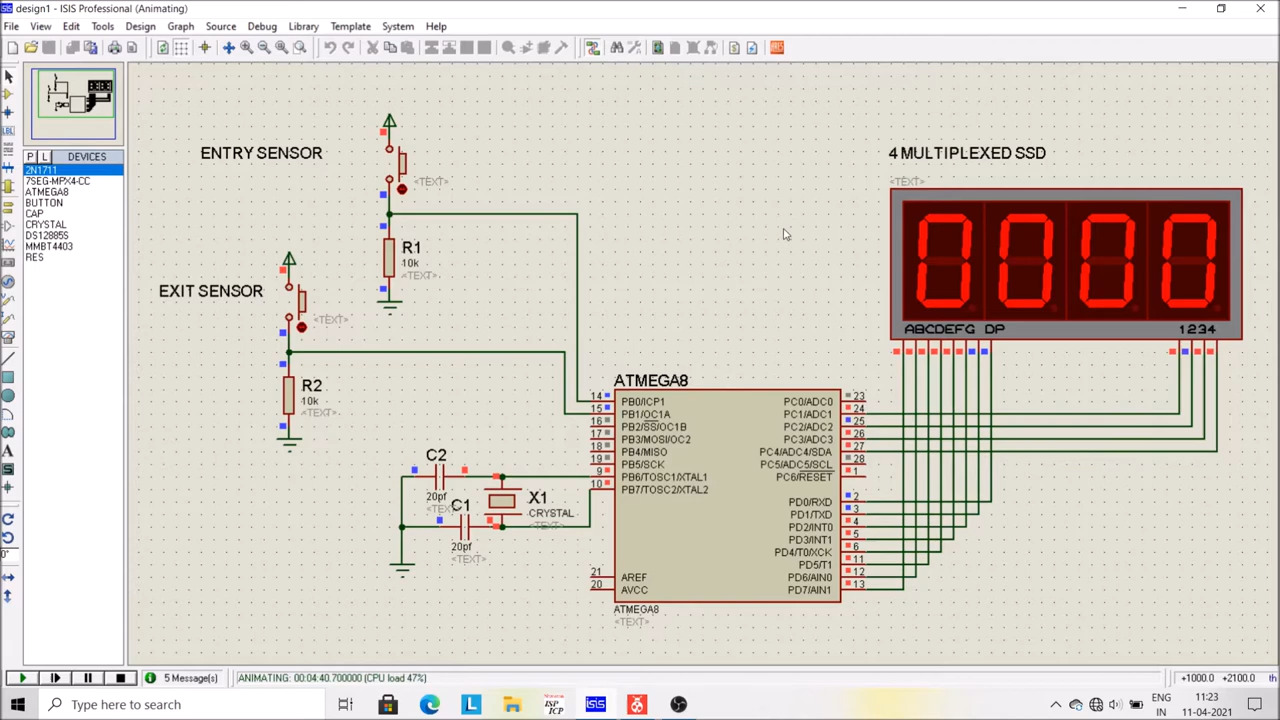 design1 - ISIS Professional (Animating)
File View Edit Tools Design Graph Source Debug Library Template System Help
LBL
P L DEVICES
2N1711
7SEG-MPX4-CC
ATMEGA8
BUTTON
CAP
CRYSTAL
DS12885S
MMBT4403
RES
ENTRY SENSOR
<TEXT>
R1
10k
<TEXT>
EXIT SENSOR
<TEXT>
R2
10k
<TEXT>
C2
20pf
<TEXT>
C1
20pf
<TEXT>
X1
CRYSTAL
<TEXT>
4 MULTIPLEXED SSD
<TEXT>
0000
ABCDEFG DP 1234
ATMEGA8
14 PB0/ICP1 PC0/ADC0 23
15 PB1/OC1A PC1/ADC1 24
16 PB2/SS/OC1B PC2/ADC2 25
17 PB3/MOSI/OC2 PC3/ADC3 26
18 PB4/MISO PC4/ADC4/SDA 27
19 PB5/SCK PC5/ADC5/SCL 28
9 PB6/TOSC1/XTAL1 PC6/RESET 1
10 PB7/TOSC2/XTAL2
PD0/RXD 2
PD1/TXD 3
PD2/INT0 4
PD3/INT1 5
PD4/T0/XCK 6
PD5/T1 11
21 AREF PD6/AIN0 12
20 AVCC PD7/AIN1 13
ATMEGA8
<TEXT>
5 Message(s) ANIMATING: 00:04:40.700000 (CPU load 47%) +1000.0 +2100.0 th
Type here to search
L
ISP
ICP
isis
ENG
IN
11:23
11-04-2021